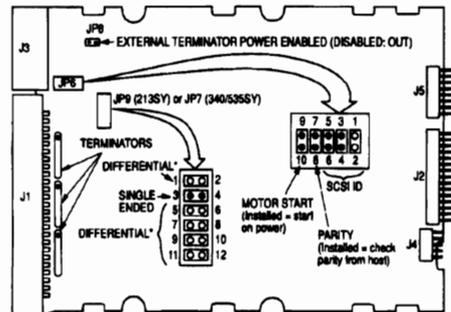 JP8
EXTERNAL TERMINATOR POWER ENABLED (DISABLED: OUT)
J3
JP6
JP9 (213SY) or JP7 (340/535SY)
J5
9 7 5 3 1
10 8 6 4 2
SCSI ID
TERMINATORS
DIFFERENTIAL*
1 2
SINGLE ENDED
3 4
DIFFERENTIAL*
5 6
7 8
9 10
11 12
MOTOR START
(Installed = start
on power)
PARITY
(Installed = check
parity from host)
J1
J2
J4